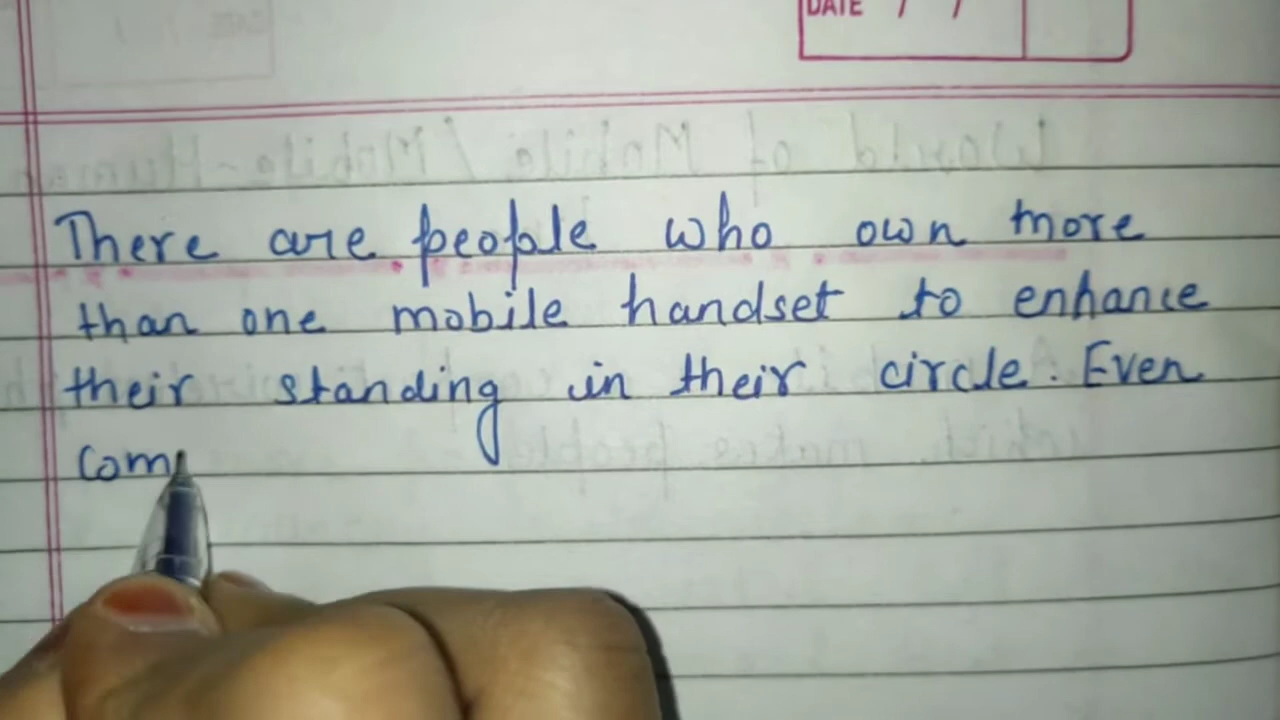 DATE / /
There are people who own more
than one mobile handset to enhance
their standing in their circle. Even
com